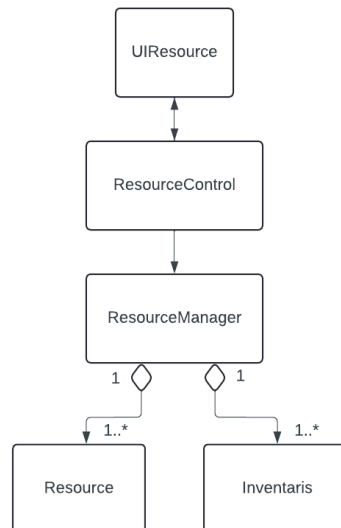 UIResource
ResourceControl
ResourceManager
1
1
1..*
1..*
Resource
Inventaris